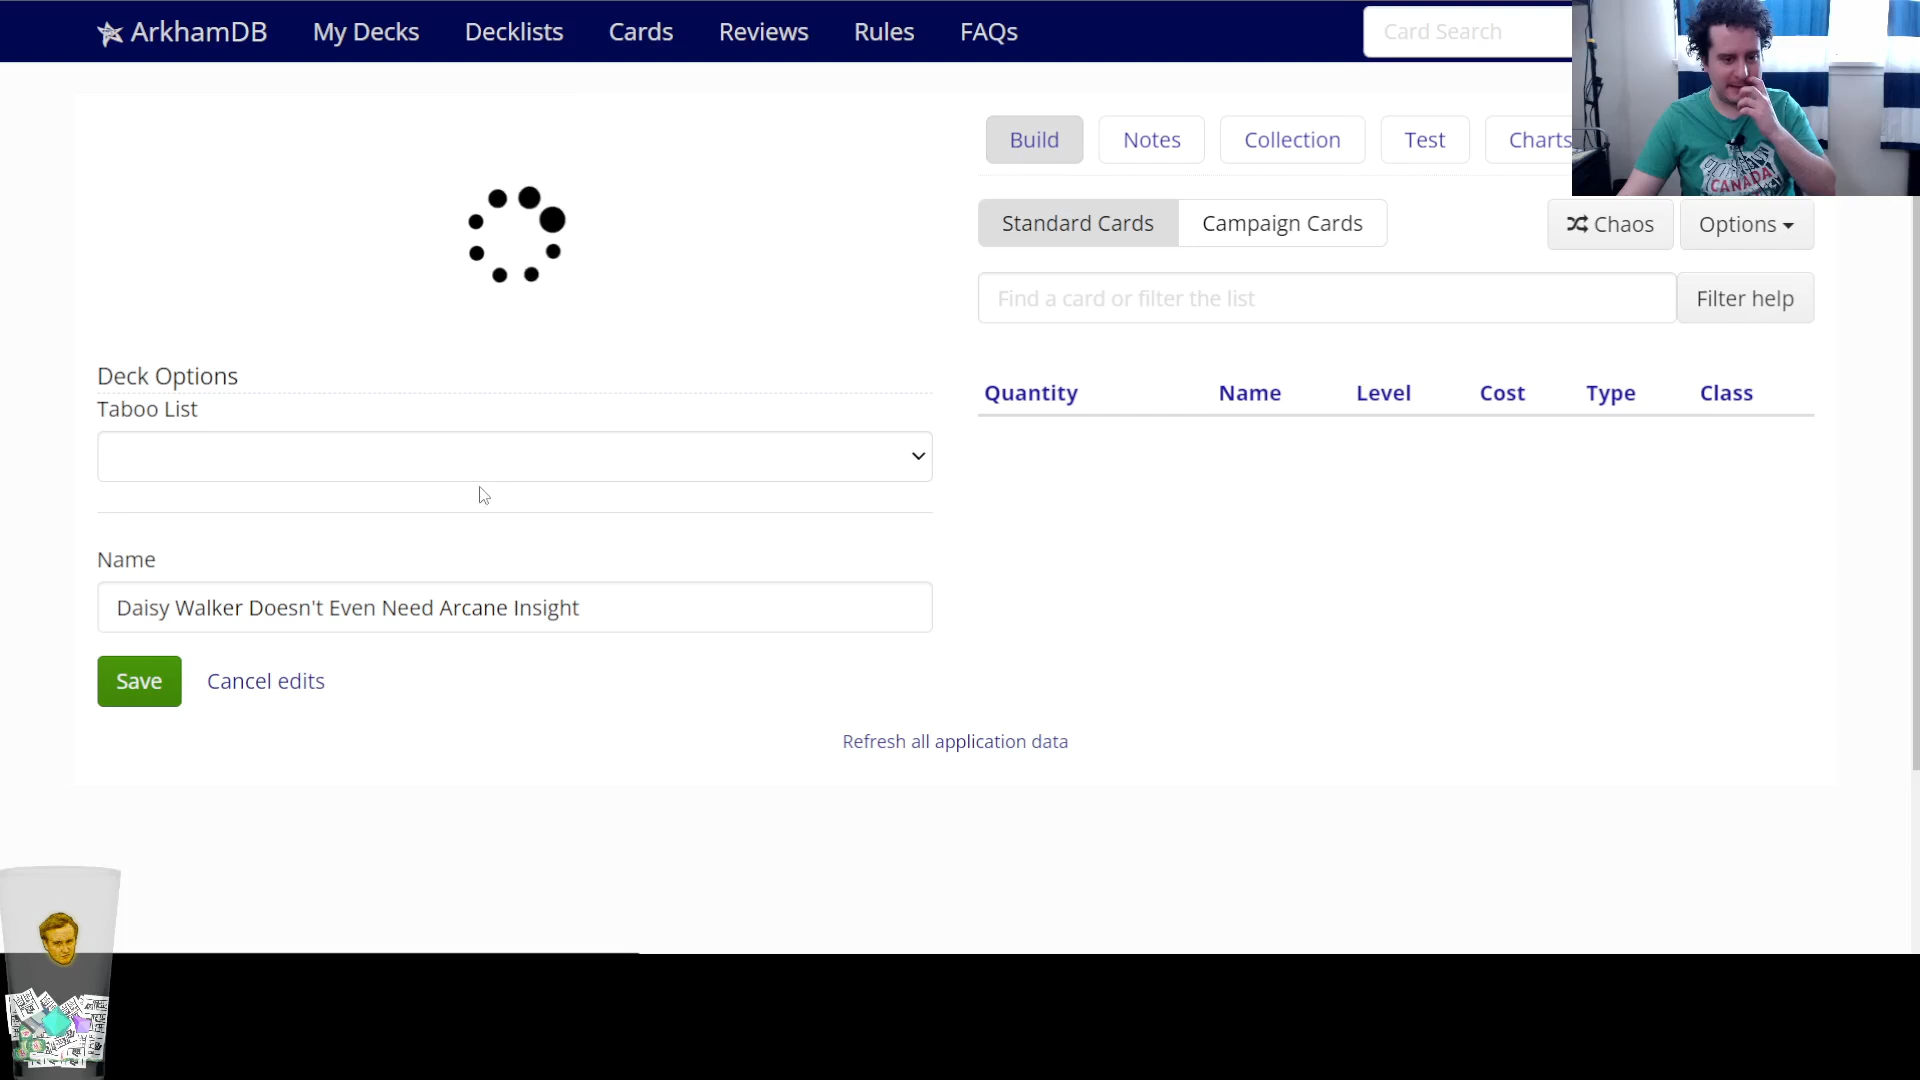 ArkhamDB My Decks Decklists Cards Reviews Rules FAQs Card Search
Build Notes Collection Test Charts
Standard Cards Campaign Cards Chaos Options
Find a card or filter the list Filter help
Deck Options
Taboo List
Quantity Name Level Cost Type Class
Name
Daisy Walker Doesn't Even Need Arcane Insight
Save Cancel edits
Refresh all application data
CANADA